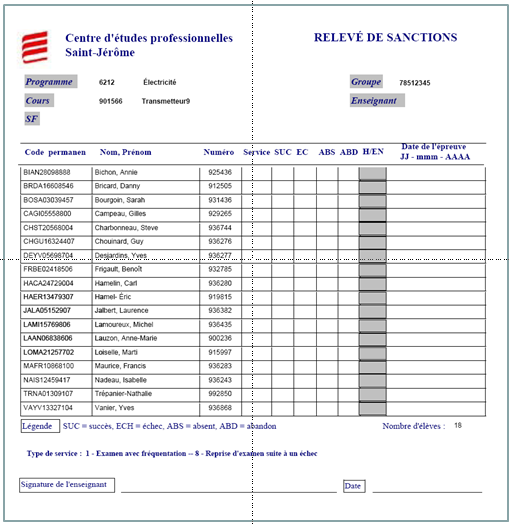 Centre d'études professionnelles RELEVÉ DE SANCTIONS
Saint-Jérôme
Programme 6212 Électricité Groupe 78512345
Cours 901566 Transmetteur9 Enseignant
SF
Code permanen Nom, Prénom Numéro Service SUC EC ABS ABD H/EN Date de l'épreuve
JJ - mmm - AAAA
BIAN28098888 Bichon, Annie 925436
BRDA16608546 Bricard, Danny 912505
BOSA03039457 Bourgoin, Sarah 931436
CAGI05558800 Campeau, Gilles 929265
CHST20568004 Charbonneau, Steve 936744
CHGU16324407 Chouinard, Guy 936276
DEYV05698704 Desjardins, Yves 936277
FRBE02418506 Frigault, Benoît 932785
HACA24729004 Hamelin, Carl 936280
HAER13479307 Hamel- Éric 919815
JALA05152907 Jalbert, Laurence 936382
LAMI15769806 Lamoureux, Michel 936435
LAAN06838606 Lauzon, Anne-Marie 900236
LOMA21257702 Loiselle, Marti 915997
MAFR10868100 Maurice, Francis 936283
NAIS12459417 Nadeau, Isabelle 936243
TRNA01309107 Trépanier-Nathalie 992850
VAYV13327104 Vanier, Yves 936868
Légende SUC = succès, ECH = échec, ABS = absent, ABD = abandon Nombre d'élèves : 18
Type de service : 1 - Examen avec fréquentation -- 8 - Reprise d'examen suite à un échec
Signature de l'enseignant Date